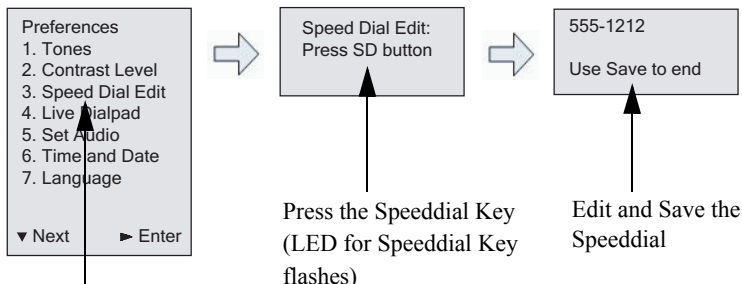 Preferences
1. Tones
2. Contrast Level
3. Speed Dial Edit
4. Live Dialpad
5. Set Audio
6. Time and Date
7. Language
▼ Next ► Enter
Speed Dial Edit:
Press SD button
555-1212
Use Save to end
Press the Speeddial Key
(LED for Speeddial Key
flashes)
Edit and Save the
Speeddial